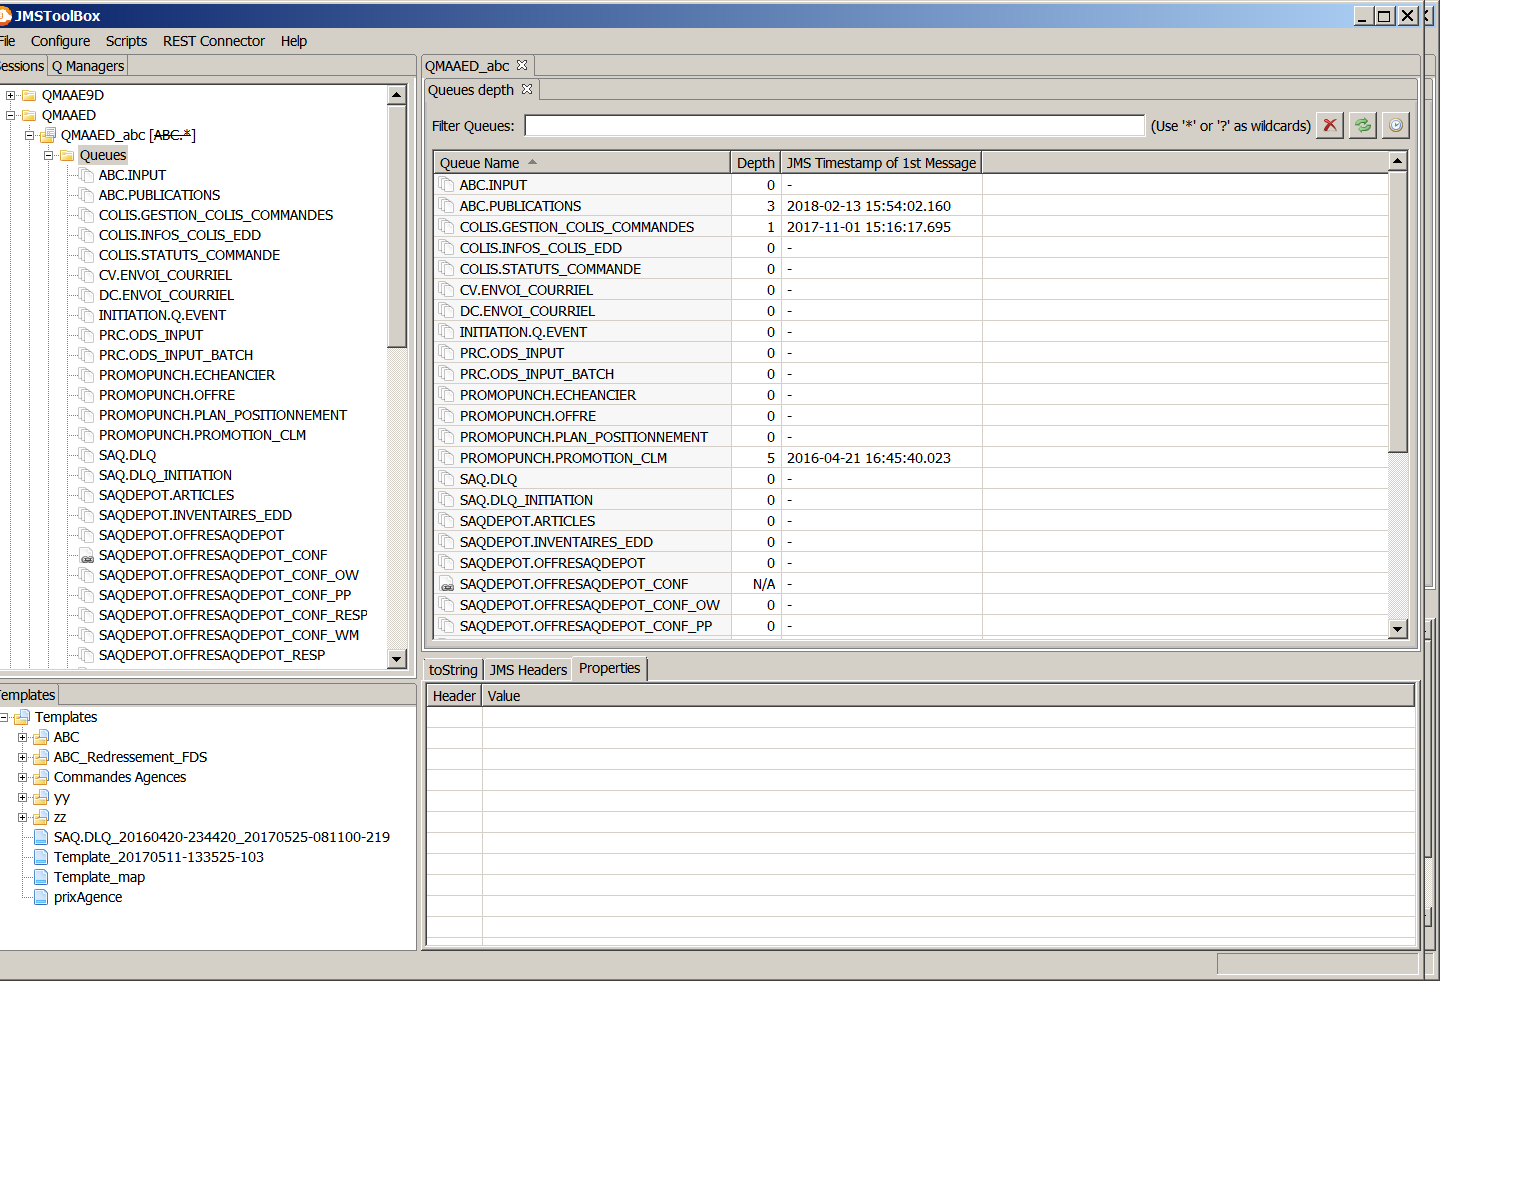 JMSToolBox
File Configure Scripts REST Connector Help
Sessions Q Managers
QMAAE9D
QMAAED
QMAAED_abc [ABC.*]
Queues
ABC.INPUT
ABC.PUBLICATIONS
COLIS.GESTION_COLIS_COMMANDES
COLIS.INFOS_COLIS_EDD
COLIS.STATUTS_COMMANDE
CV.ENVOI_COURRIEL
DC.ENVOI_COURRIEL
INITIATION.Q.EVENT
PRC.ODS_INPUT
PRC.ODS_INPUT_BATCH
PROMOPUNCH.ECHEANCIER
PROMOPUNCH.OFFRE
PROMOPUNCH.PLAN_POSITIONNEMENT
PROMOPUNCH.PROMOTION_CLM
SAQ.DLQ
SAQ.DLQ_INITIATION
SAQDEPOT.ARTICLES
SAQDEPOT.INVENTAIRES_EDD
SAQDEPOT.OFFRESAQDEPOT
SAQDEPOT.OFFRESAQDEPOT_CONF
SAQDEPOT.OFFRESAQDEPOT_CONF_OW
SAQDEPOT.OFFRESAQDEPOT_CONF_PP
SAQDEPOT.OFFRESAQDEPOT_CONF_RESP
SAQDEPOT.OFFRESAQDEPOT_CONF_WM
SAQDEPOT.OFFRESAQDEPOT_RESP
Templates
Templates
ABC
ABC_Redressement_FDS
Commandes Agences
yy
zz
SAQ.DLQ_20160420-234420_20170525-081100-219
Template_20170511-133525-103
Template_map
prixAgence
QMAAED_abc
Queues depth
Filter Queues: (Use '*' or '?' as wildcards)
Queue Name Depth JMS Timestamp of 1st Message
ABC.INPUT 0 -
ABC.PUBLICATIONS 3 2018-02-13 15:54:02.160
COLIS.GESTION_COLIS_COMMANDES 1 2017-11-01 15:16:17.695
COLIS.INFOS_COLIS_EDD 0 -
COLIS.STATUTS_COMMANDE 0 -
CV.ENVOI_COURRIEL 0 -
DC.ENVOI_COURRIEL 0 -
INITIATION.Q.EVENT 0 -
PRC.ODS_INPUT 0 -
PRC.ODS_INPUT_BATCH 0 -
PROMOPUNCH.ECHEANCIER 0 -
PROMOPUNCH.OFFRE 0 -
PROMOPUNCH.PLAN_POSITIONNEMENT 0 -
PROMOPUNCH.PROMOTION_CLM 5 2016-04-21 16:45:40.023
SAQ.DLQ 0 -
SAQ.DLQ_INITIATION 0 -
SAQDEPOT.ARTICLES 0 -
SAQDEPOT.INVENTAIRES_EDD 0 -
SAQDEPOT.OFFRESAQDEPOT 0 -
SAQDEPOT.OFFRESAQDEPOT_CONF N/A -
SAQDEPOT.OFFRESAQDEPOT_CONF_OW 0 -
SAQDEPOT.OFFRESAQDEPOT_CONF_PP 0 -
toString JMS Headers Properties
Header Value